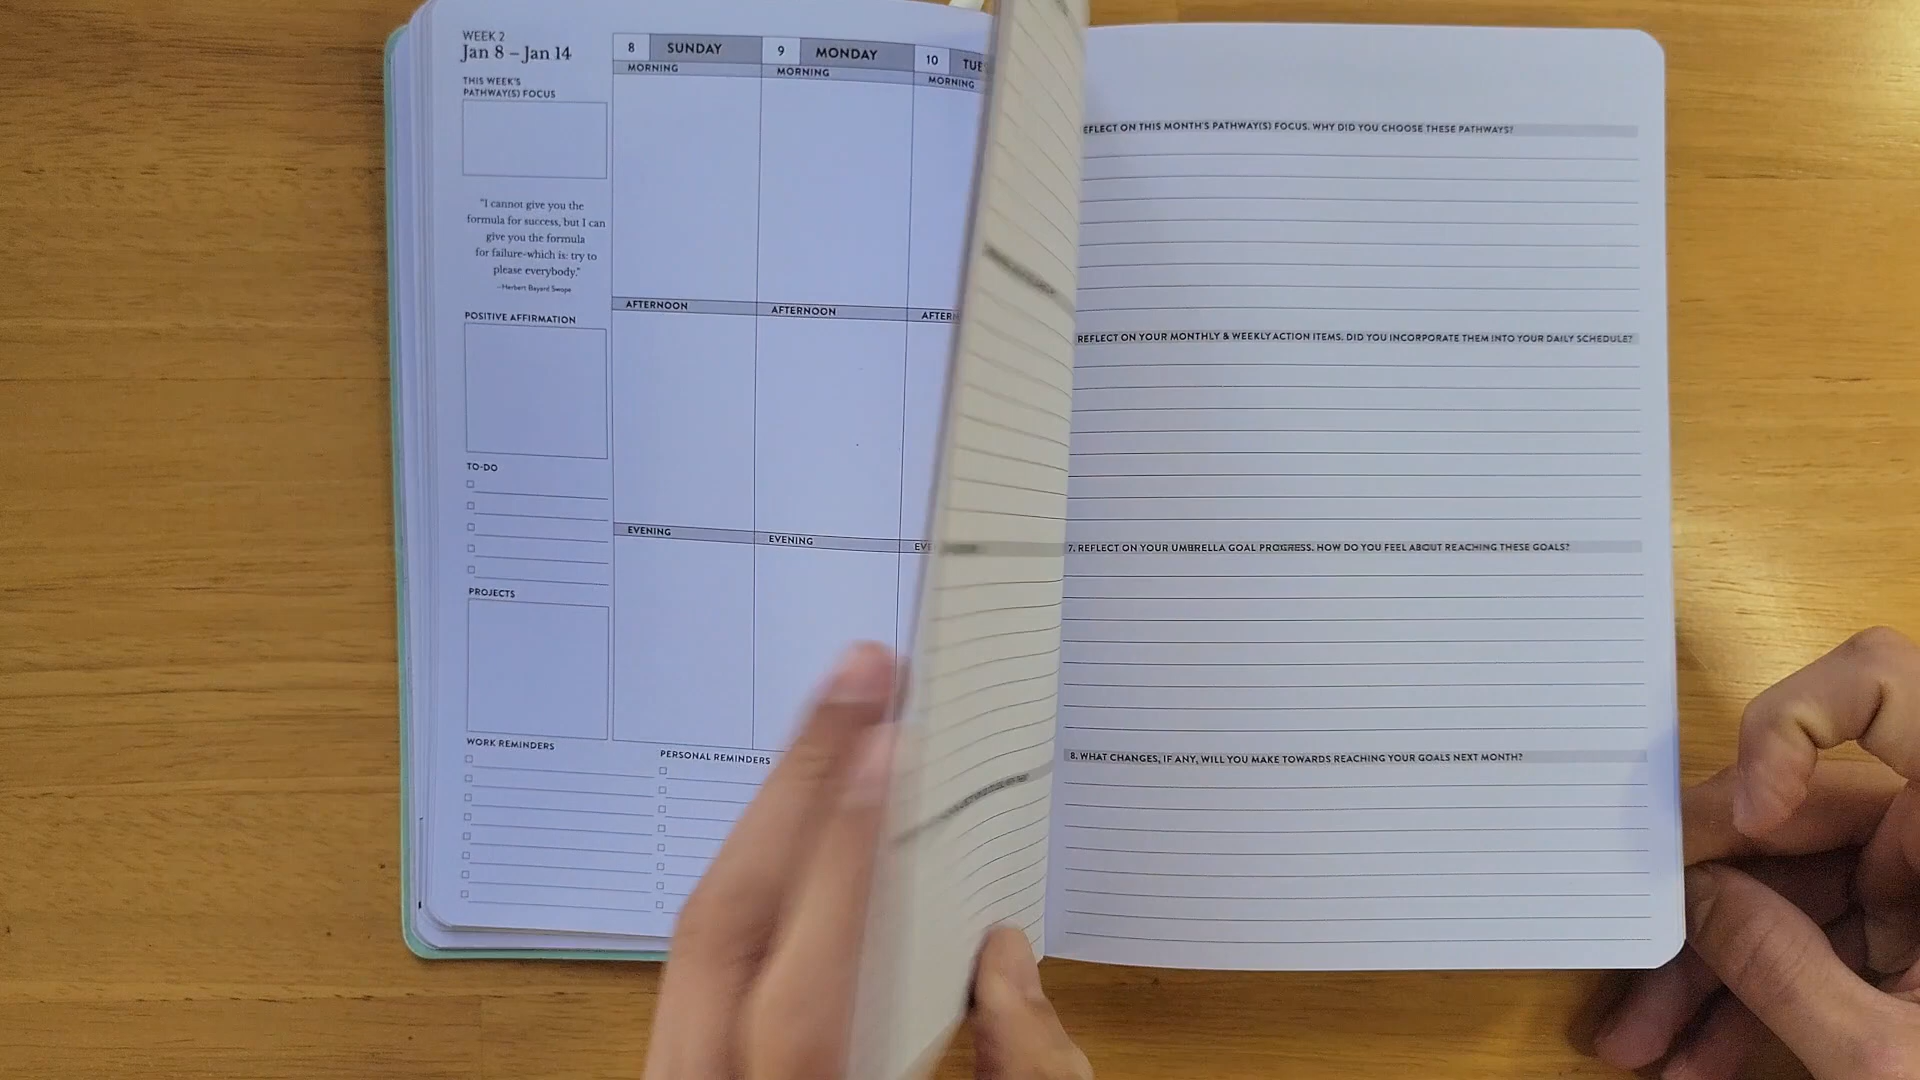 WEEK 2
Jan 8 – Jan 14
THIS WEEK'S
PATHWAY(S) FOCUS
"I cannot give you the
formula for success, but I can
give you the formula
for failure-which is: try to
please everybody."
--Herbert Bayard Swope
POSITIVE AFFIRMATION
TO-DO
PROJECTS
WORK REMINDERS
PERSONAL REMINDERS
8 SUNDAY
9 MONDAY
10 TUE
MORNING
MORNING
MORNING
AFTERNOON
AFTERNOON
AFTER
EVENING
EVENING
EVE
EFLECT ON THIS MONTH'S PATHWAY(S) FOCUS. WHY DID YOU CHOOSE THESE PATHWAYS?
REFLECT ON YOUR MONTHLY & WEEKLY ACTION ITEMS. DID YOU INCORPORATE THEM INTO YOUR DAILY SCHEDULE?
7. REFLECT ON YOUR UMBRELLA GOAL PROGRESS. HOW DO YOU FEEL ABOUT REACHING THESE GOALS?
8. WHAT CHANGES, IF ANY, WILL YOU MAKE TOWARDS REACHING YOUR GOALS NEXT MONTH?